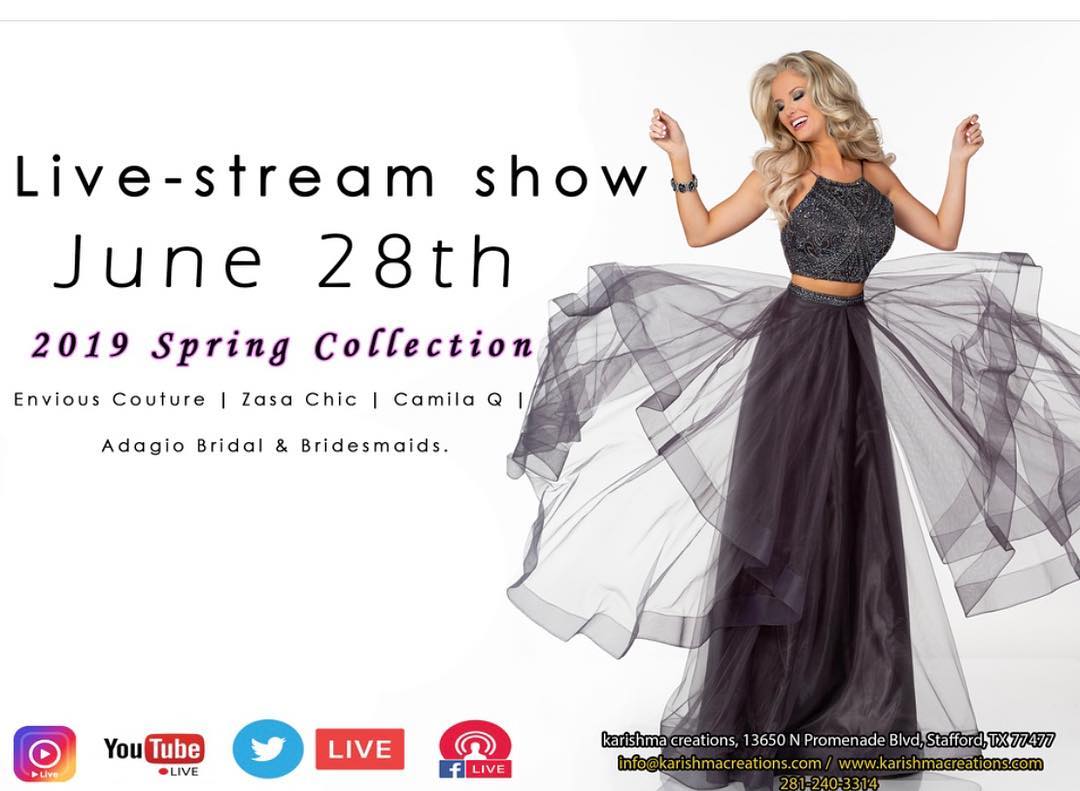 Live-stream show
June 28th
2019 Spring Collection
Envious Couture | Zasa Chic | Camila Q |
Adagio Bridal & Bridesmaids.
Live
YouTube
LIVE
LIVE
LIVE
karishma creations, 13650 N Promenade Blvd, Stafford, TX 77477
info@karishmacreations.com / www.karishmacreations.com
281-240-3314